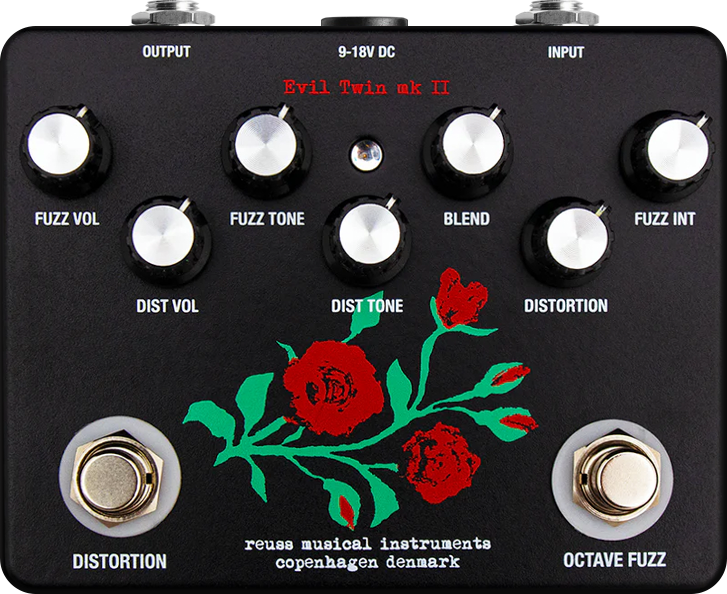 OUTPUT
9-18V DC
INPUT
Evil Twin mk II
FUZZ VOL
FUZZ TONE
BLEND
FUZZ INT
DIST VOL
DIST TONE
DISTORTION
reuss musical instruments
copenhagen denmark
DISTORTION
OCTAVE FUZZ